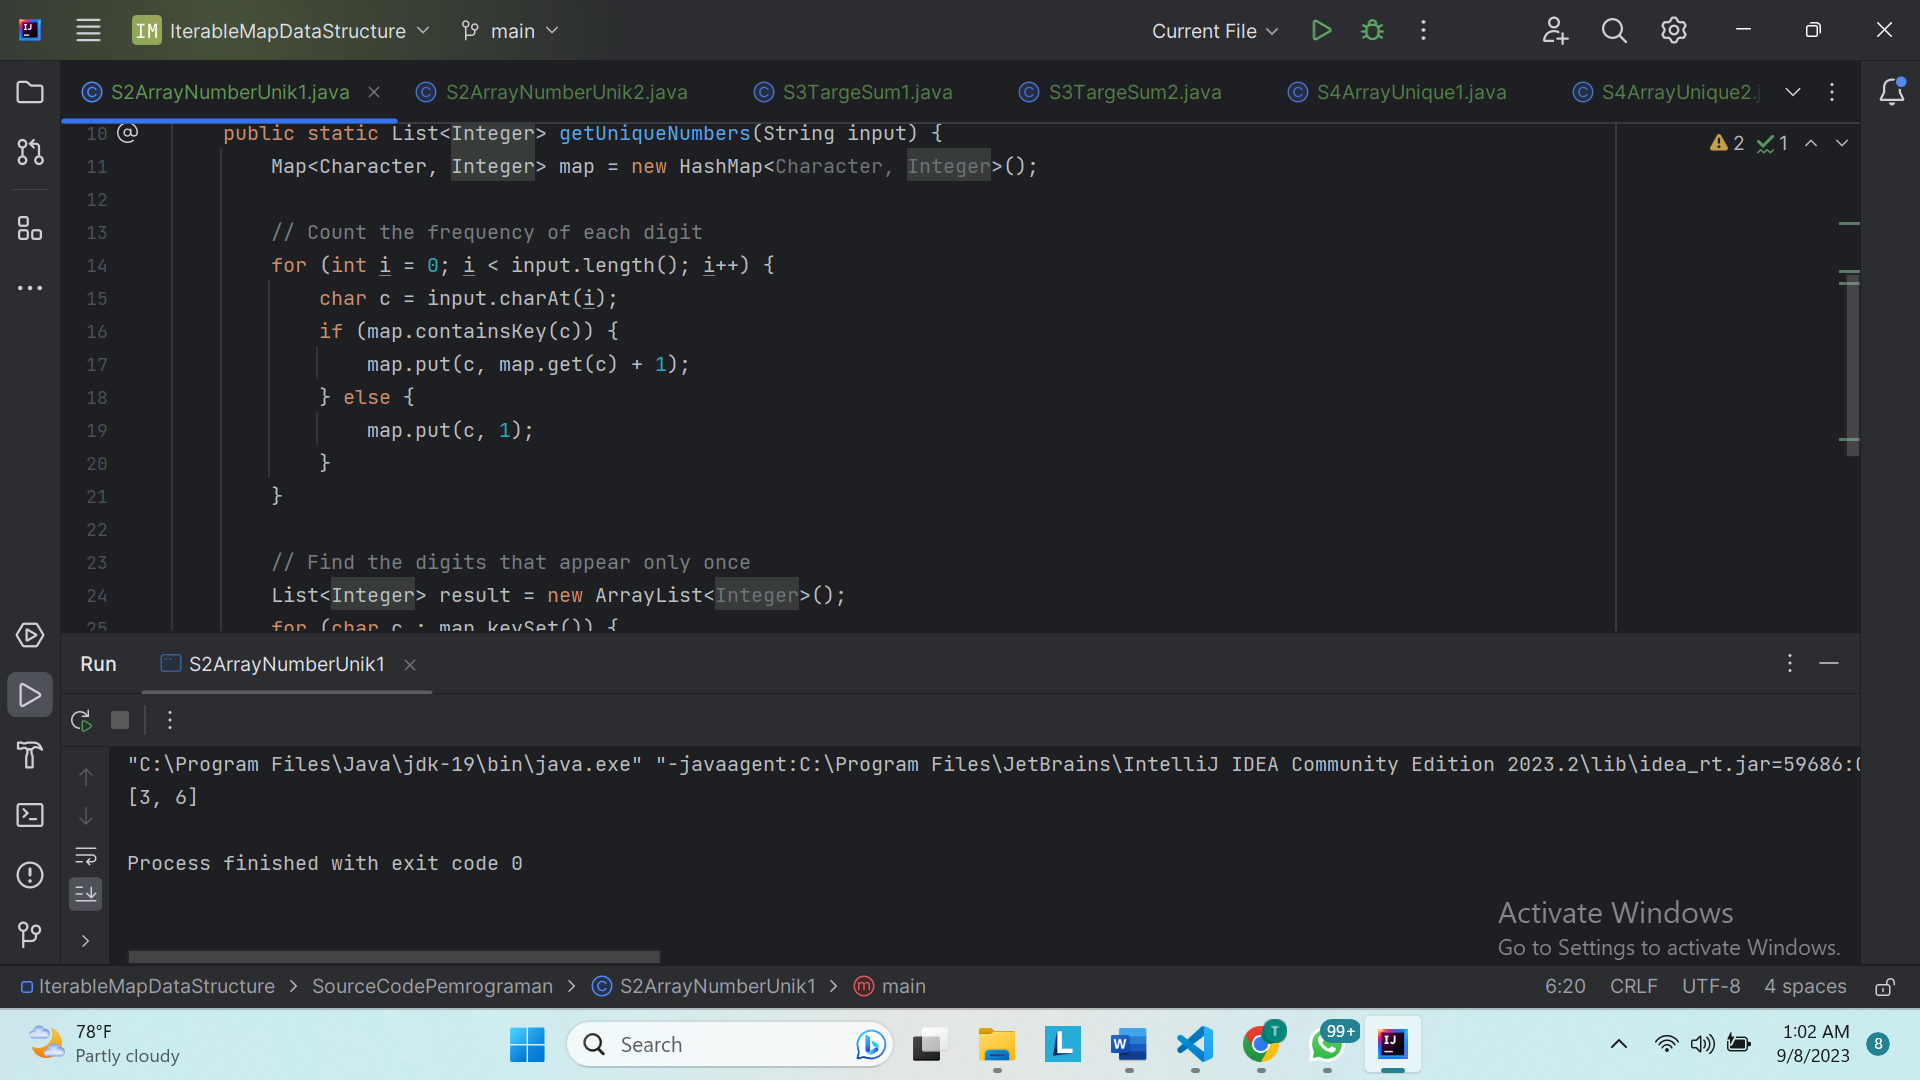 IM IterableMapDataStructure main Current File
S2ArrayNumberUnik1.java S2ArrayNumberUnik2.java S3TargeSum1.java S3TargeSum2.java S4ArrayUnique1.java S4ArrayUnique2.j
10 @ public static List<Integer> getUniqueNumbers(String input) {
11 Map<Character, Integer> map = new HashMap<Character, Integer>();
12
13 // Count the frequency of each digit
14 for (int i = 0; i < input.length(); i++) {
15 char c = input.charAt(i);
16 if (map.containsKey(c)) {
17 map.put(c, map.get(c) + 1);
18 } else {
19 map.put(c, 1);
20 }
21 }
22
23 // Find the digits that appear only once
24 List<Integer> result = new ArrayList<Integer>();
25 for (char c : map.keySet()) {
2 1
Run S2ArrayNumberUnik1
"C:\Program Files\Java\jdk-19\bin\java.exe" "-javaagent:C:\Program Files\JetBrains\IntelliJ IDEA Community Edition 2023.2\lib\idea_rt.jar=59686:
[3, 6]
Process finished with exit code 0
Activate Windows
Go to Settings to activate Windows.
IterableMapDataStructure > SourceCodePemrograman > S2ArrayNumberUnik1 > main 6:20 CRLF UTF-8 4 spaces
78°F
Partly cloudy
Search
99+
1:02 AM
9/8/2023
8